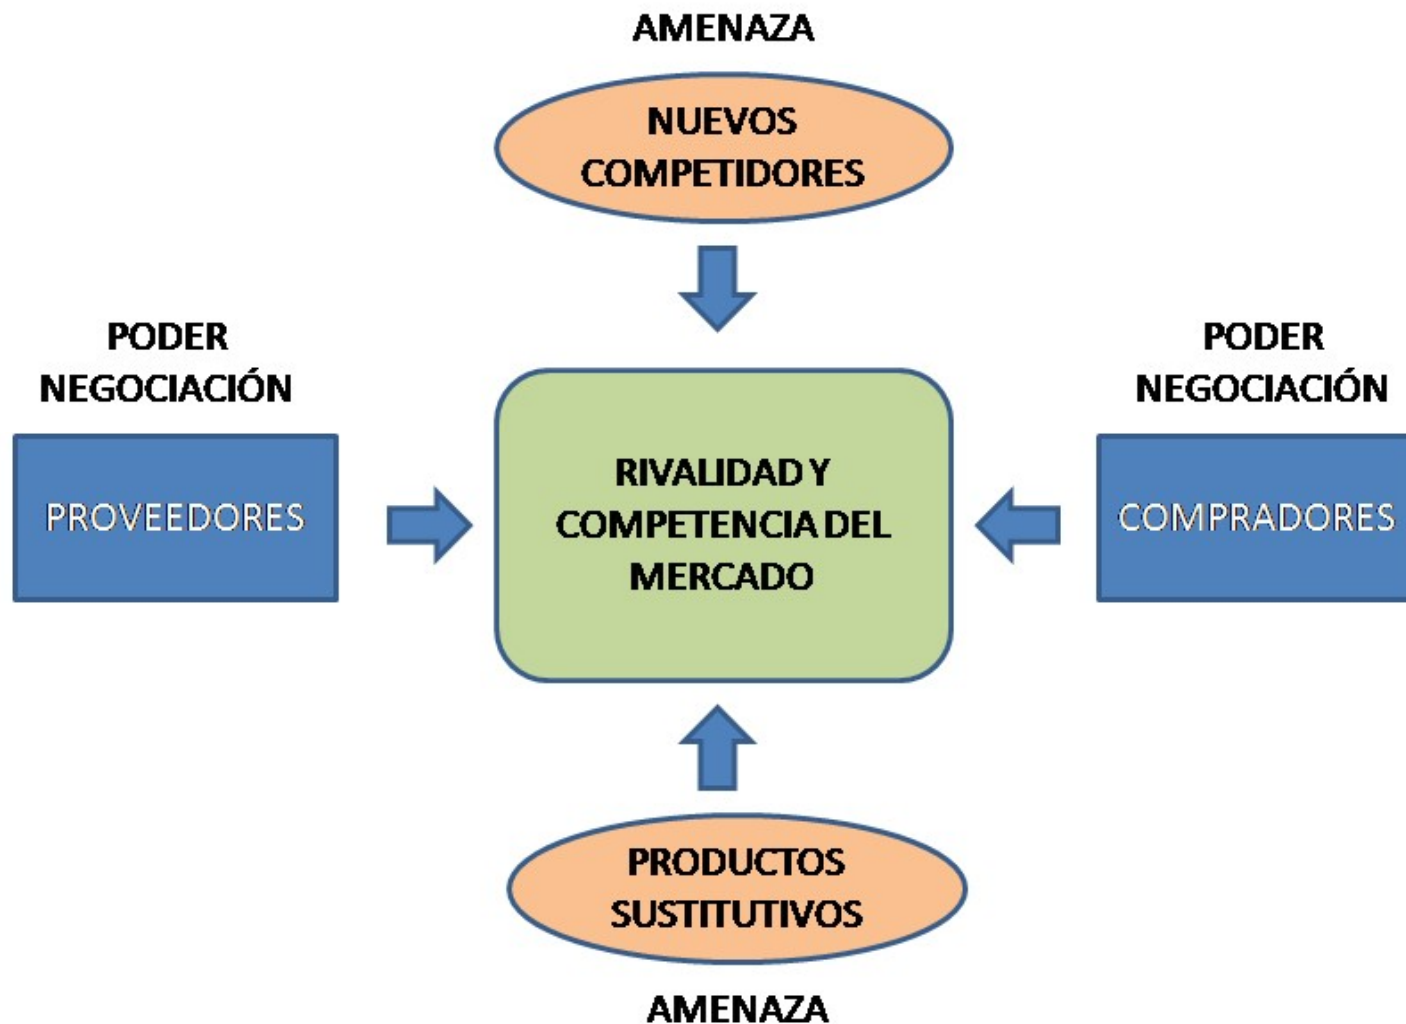 AMENAZA
NUEVOS
COMPETIDORES
PODER
NEGOCIACIÓN
PROVEEDORES
RIVALIDAD Y
COMPETENCIA DEL
MERCADO
PODER
NEGOCIACIÓN
COMPRADORES
PRODUCTOS
SUSTITUTIVOS
AMENAZA